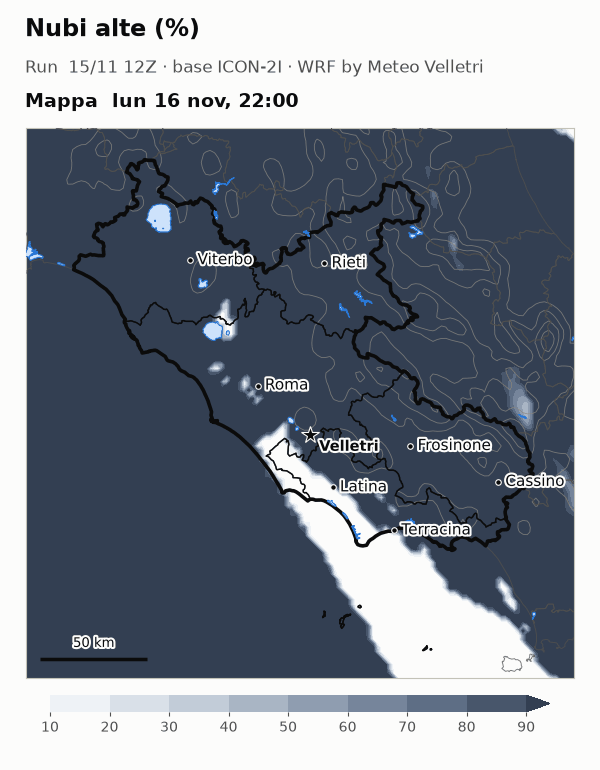 Nubi alte (%)
Run 15/11 12Z · base ICON-2I · WRF by Meteo Velletri
Mappa lun 16 nov, 22:00
Viterbo
Rieti
Roma
Velletri
Frosinone
Latina
Cassino
Terracina
50 km
10 20 30 40 50 60 70 80 90